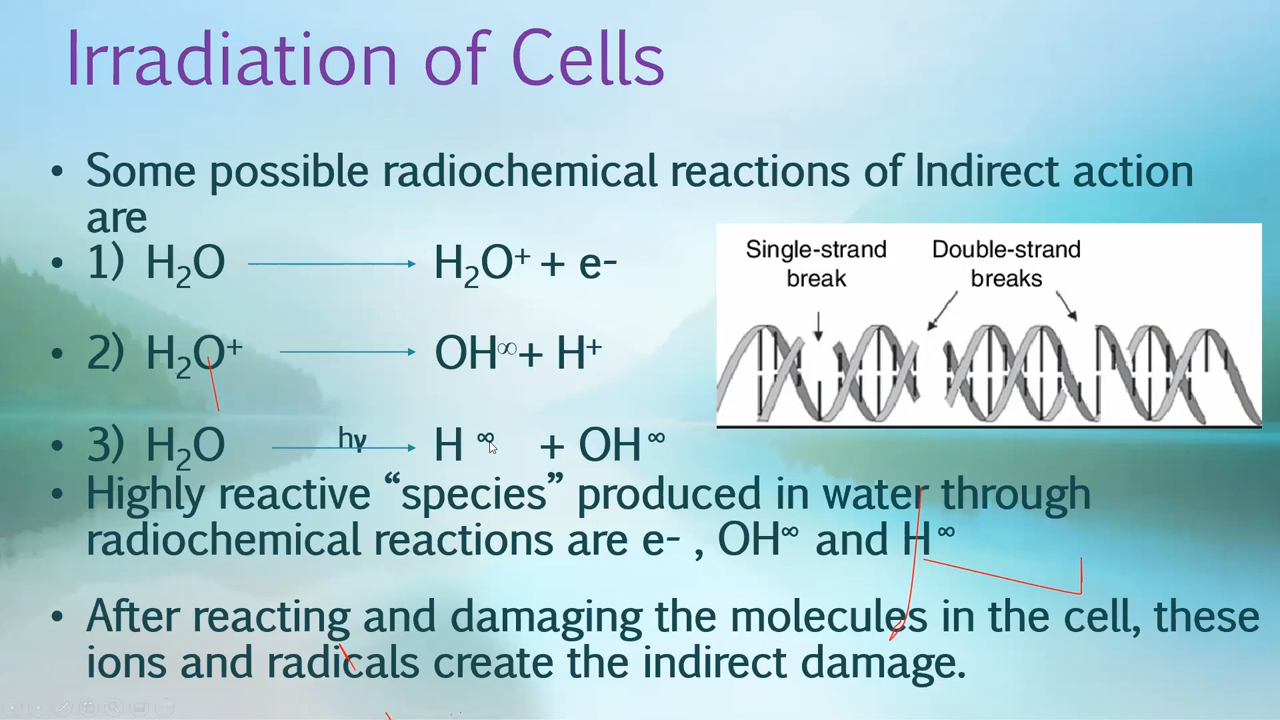 Irradiation of Cells
• Some possible radiochemical reactions of Indirect action
are
• 1) H₂O ⟶ H₂O⁺ + e-
• 2) H₂O⁺ ⟶ OH∞ + H⁺
• 3) H₂O hγ ⟶ H ∞ + OH ∞
Single-strand break
Double-strand breaks
• Highly reactive “species” produced in water through
radiochemical reactions are e- , OH∞ and H ∞
• After reacting and damaging the molecules in the cell, these
ions and radicals create the indirect damage.